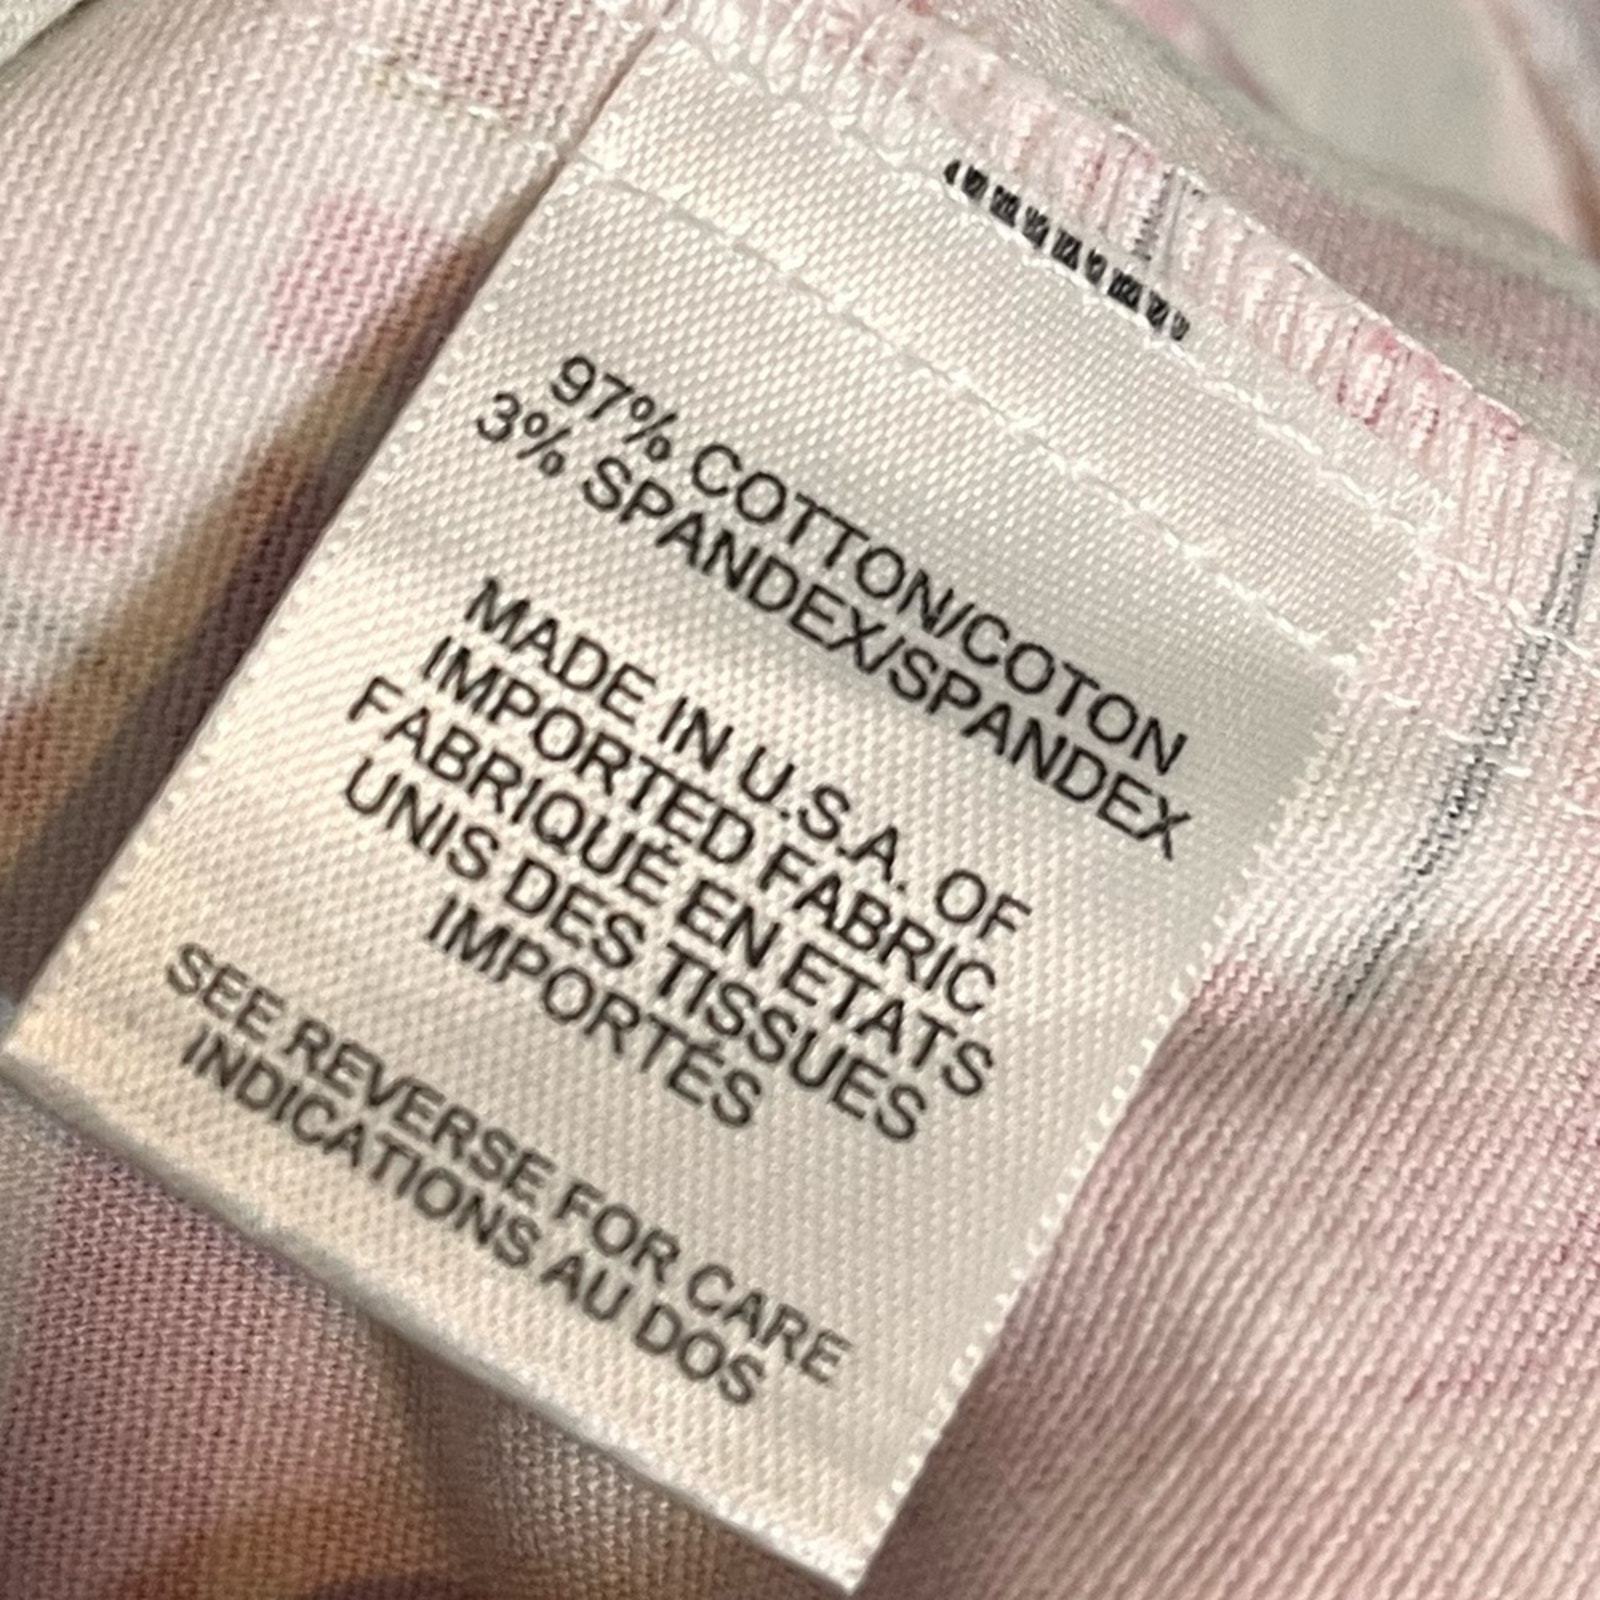 97% COTTON/COTON
3% SPANDEX/SPANDEX
MADE IN U.S.A. OF
IMPORTED FABRIC
FABRIQUÉ EN ETATS
UNIS DES TISSUES
IMPORTÉS
SEE REVERSE FOR CARE
INDICATIONS AU DOS